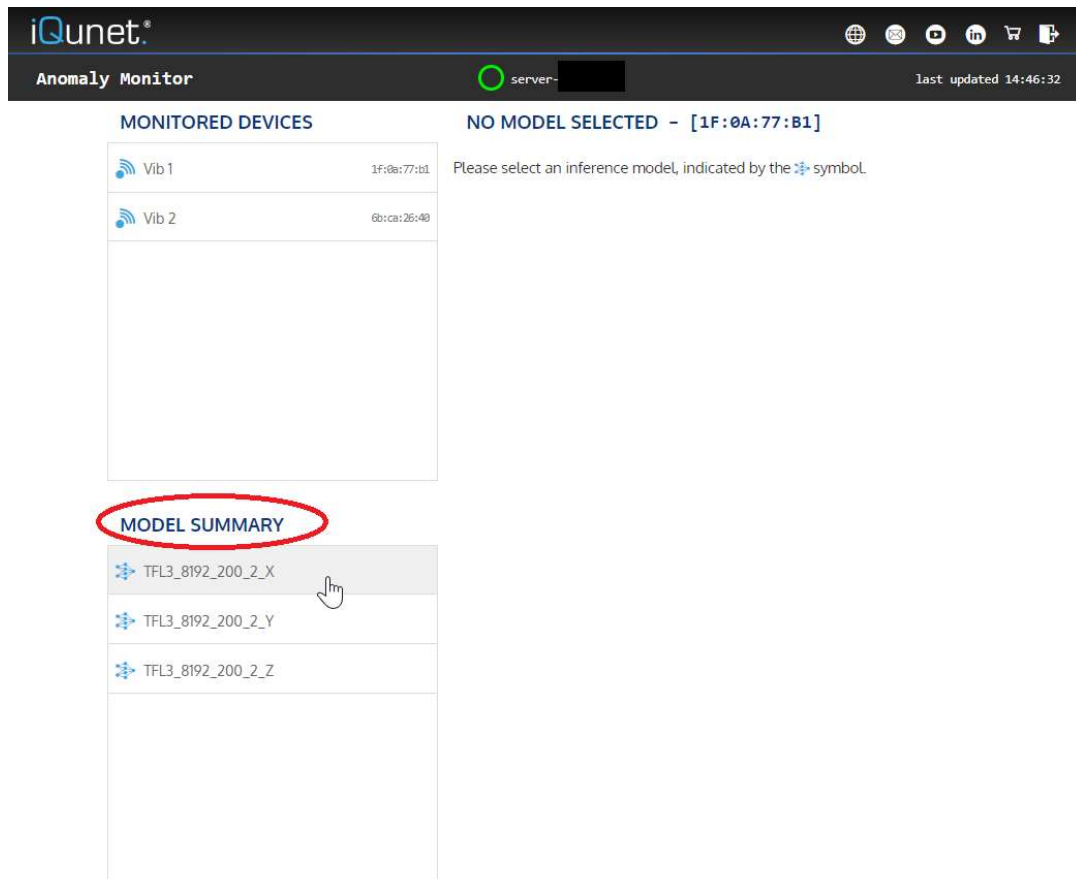 iQunet.®
Anomaly Monitor
server-
last updated 14:46:32
MONITORED DEVICES
Vib 1 1f:0a:77:b1
Vib 2 6b:ca:26:40
NO MODEL SELECTED - [1F:0A:77:B1]
Please select an inference model, indicated by the symbol.
MODEL SUMMARY
TFL3_8192_200_2_X
TFL3_8192_200_2_Y
TFL3_8192_200_2_Z